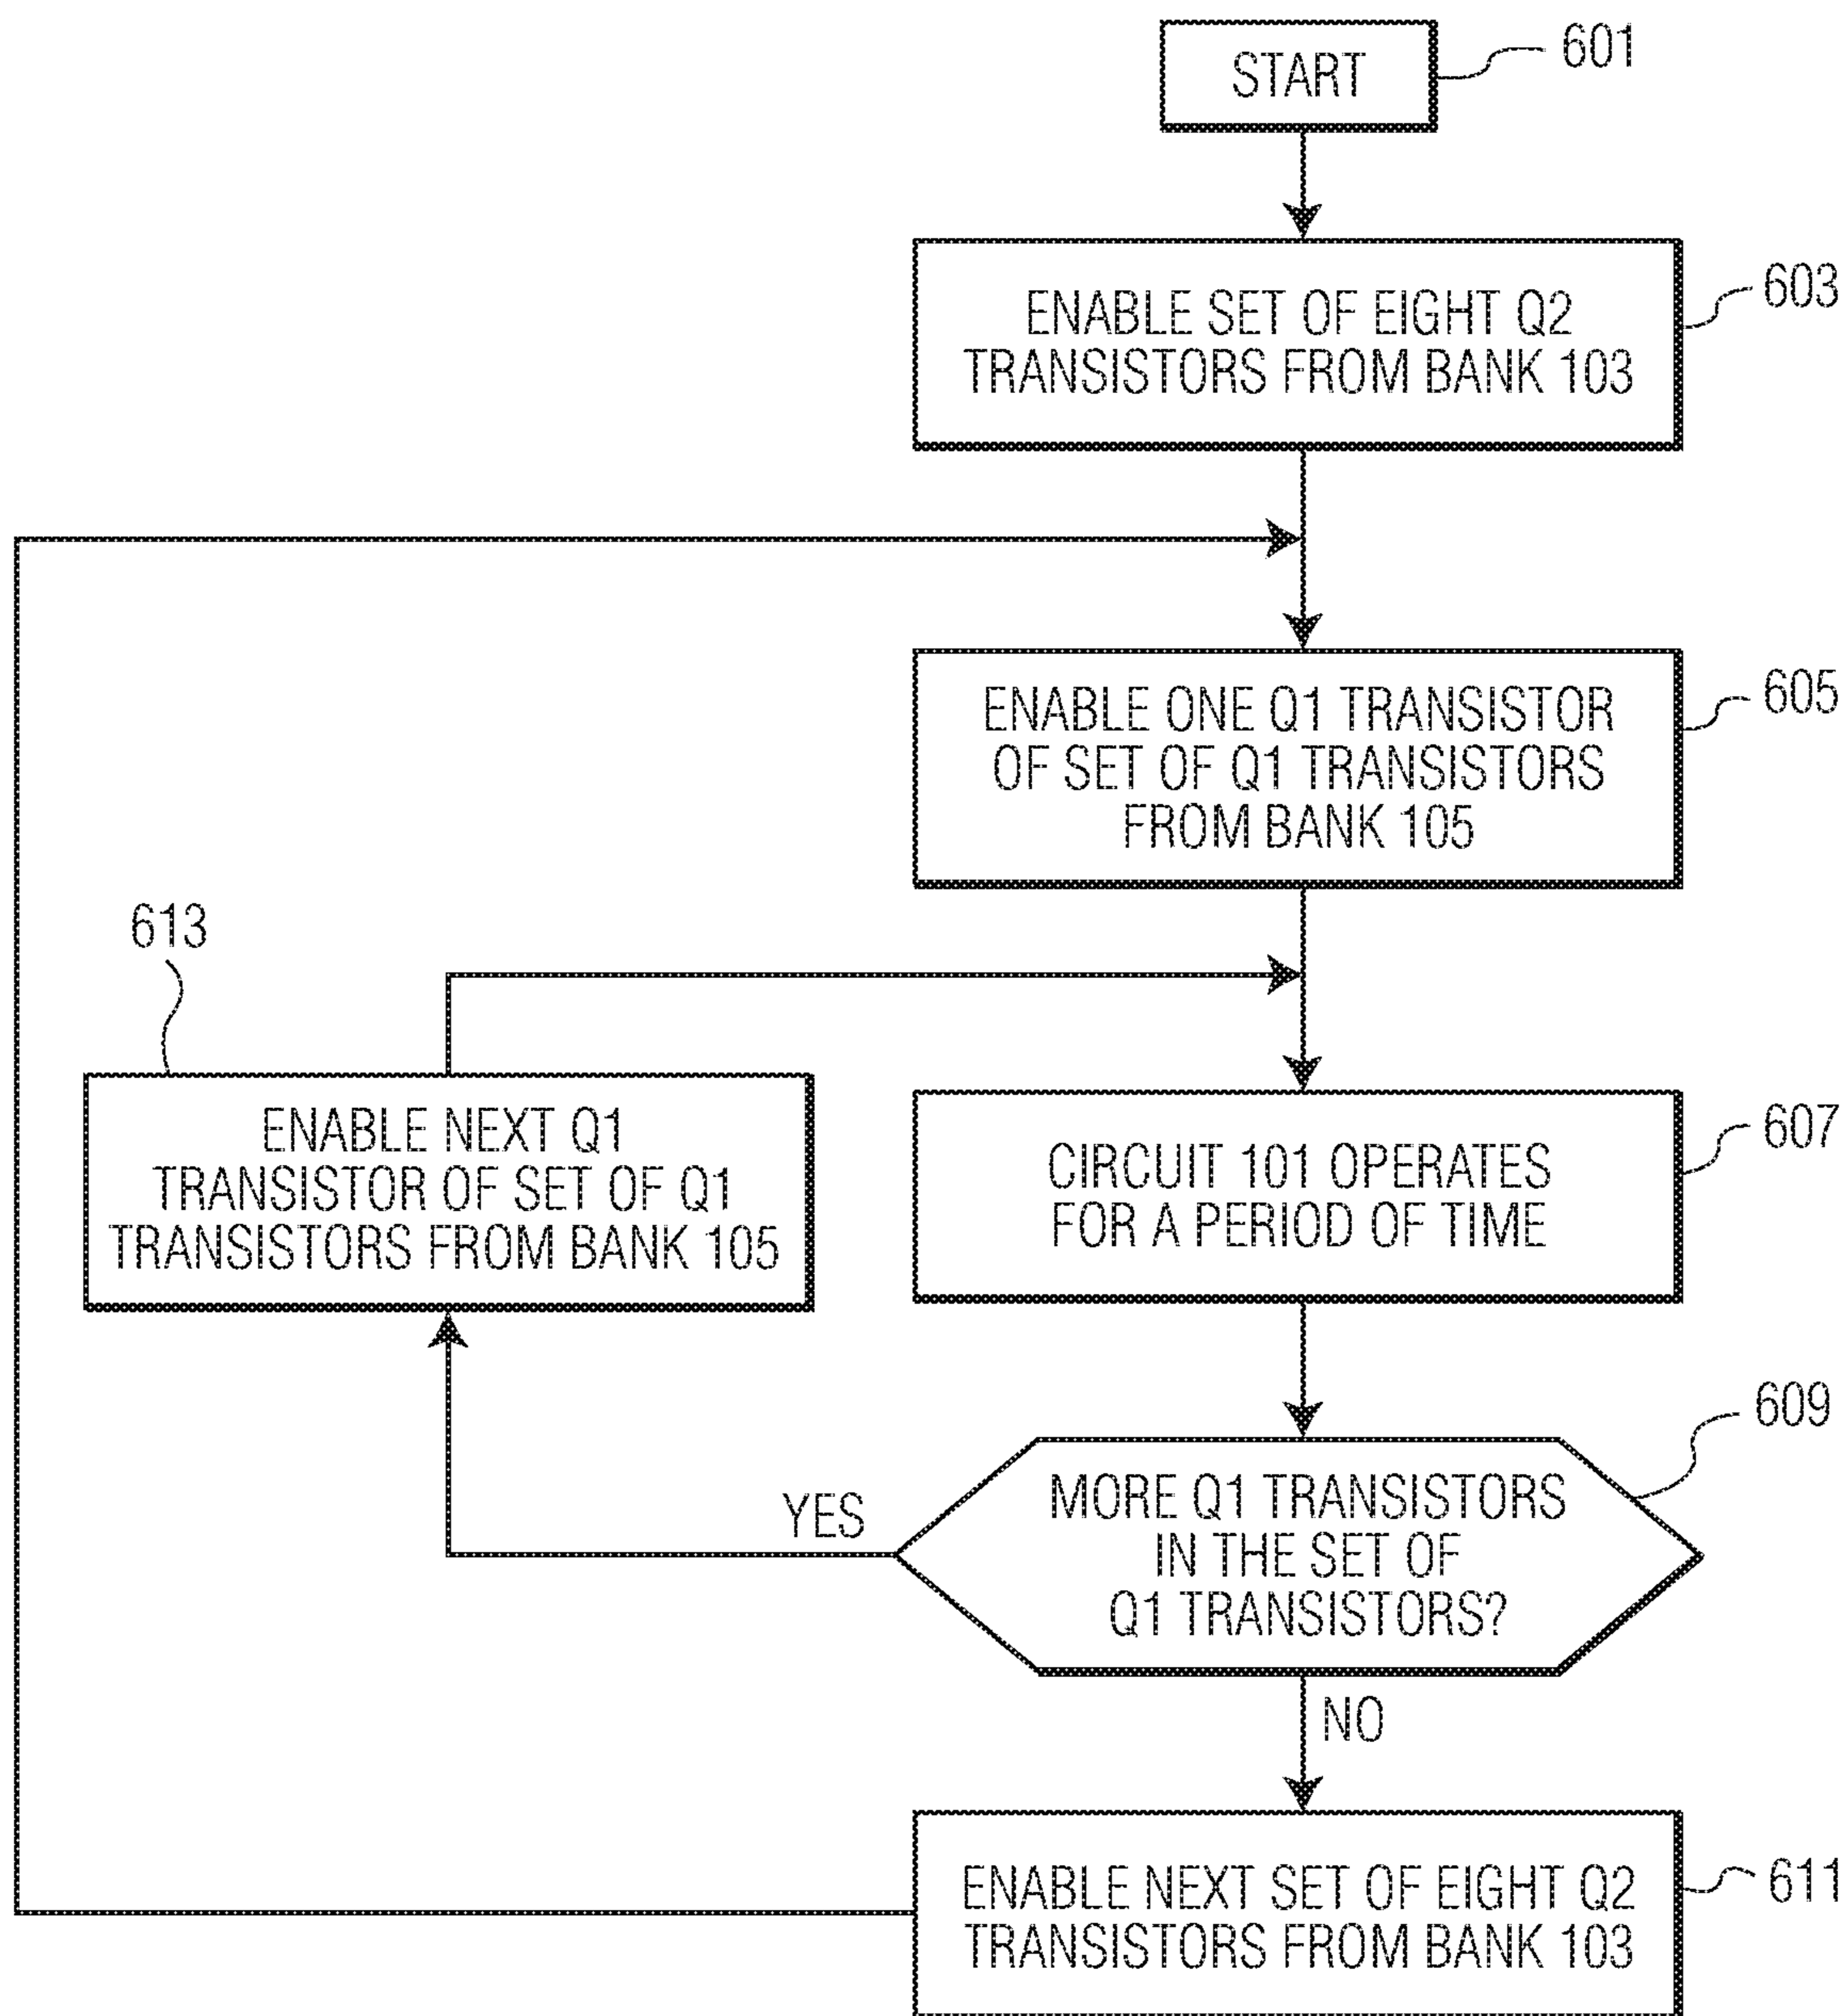 START
601
ENABLE SET OF EIGHT Q2
TRANSISTORS FROM BANK 103
603
ENABLE ONE Q1 TRANSISTOR
OF SET OF Q1 TRANSISTORS
FROM BANK 105
605
613
ENABLE NEXT Q1
TRANSISTOR OF SET OF Q1
TRANSISTORS FROM BANK 105
CIRCUIT 101 OPERATES
FOR A PERIOD OF TIME
607
609
YES
MORE Q1 TRANSISTORS
IN THE SET OF
Q1 TRANSISTORS?
NO
ENABLE NEXT SET OF EIGHT Q2
TRANSISTORS FROM BANK 103
611